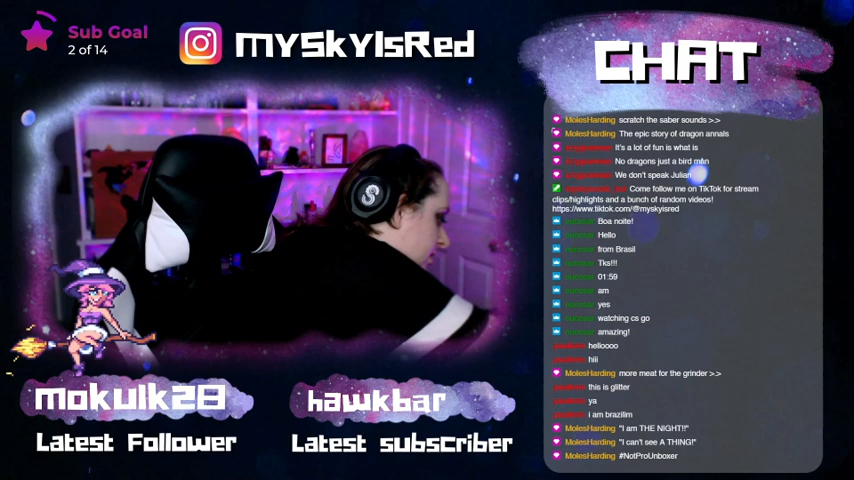 Sub Goal
2 of 14
MYSkYIsRed
CHAT
MolesHarding scratch the saber sounds >.>
MolesHarding The epic story of dragon annals
It's a lot of fun is what is
No dragons just a bird man
We don't speak Julian
Come follow me on TikTok for stream
clips/highlights and a bunch of random videos!
https://www.tiktok.com/@myskyisred
Boa noite!
Hello
from Brasil
Tks!!!
01:59
am
yes
watching cs go
amazing!
helloooo
hiii
MolesHarding more meat for the grinder >.>
this is glitter
ya
i am brazilim
MolesHarding "I am THE NIGHT!!"
MolesHarding "I can't see A THING!"
MolesHarding #NotProUnboxer
mokulk28
Latest Follower
hawkbar
Latest subscriber